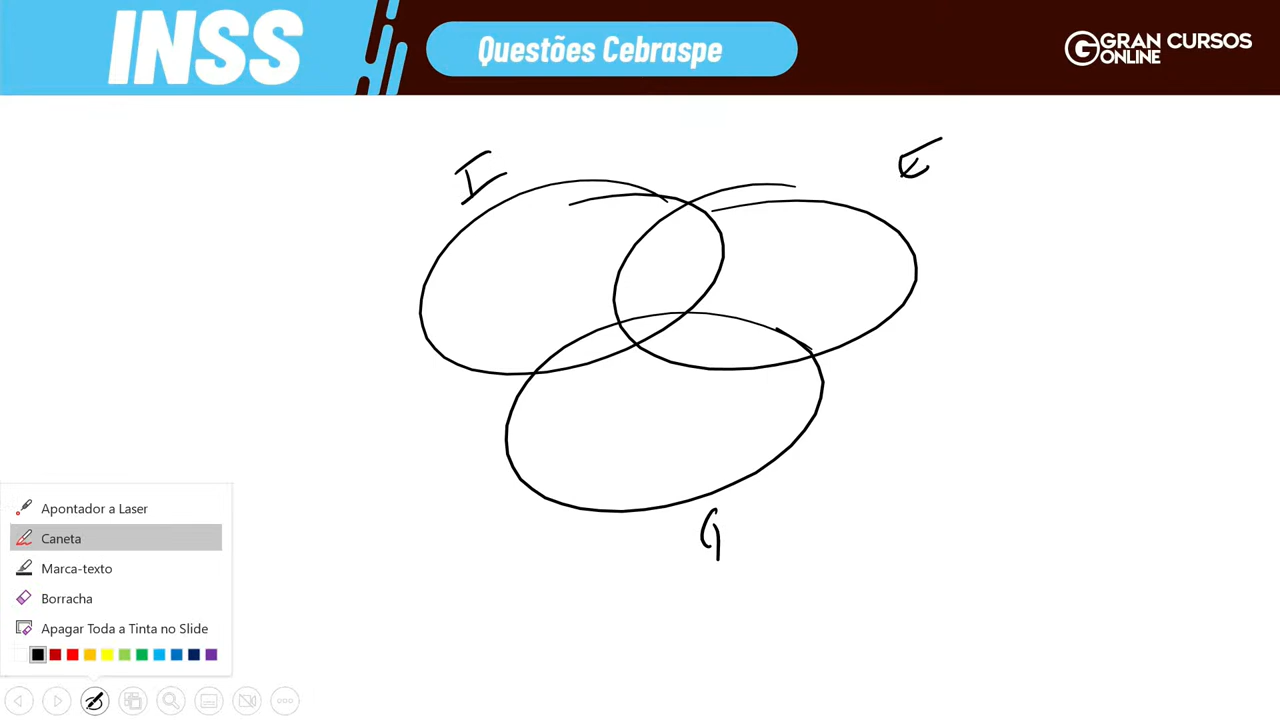 INSS
Questões Cebraspe
GRAN CURSOS
ONLINE
I
E
G
Apontador a Laser
Caneta
Marca-texto
Borracha
Apagar Toda a Tinta no Slide